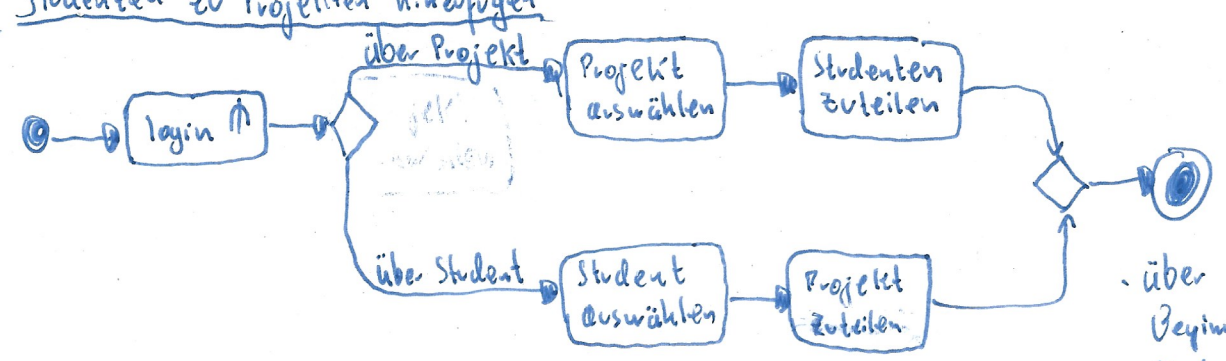 Studenten zu Projekten hinzufügen
über Projekt
Projekt
auswählen
Studenten
zuteilen
login
über Student
Student
auswählen
Projekt
zuteilen
über